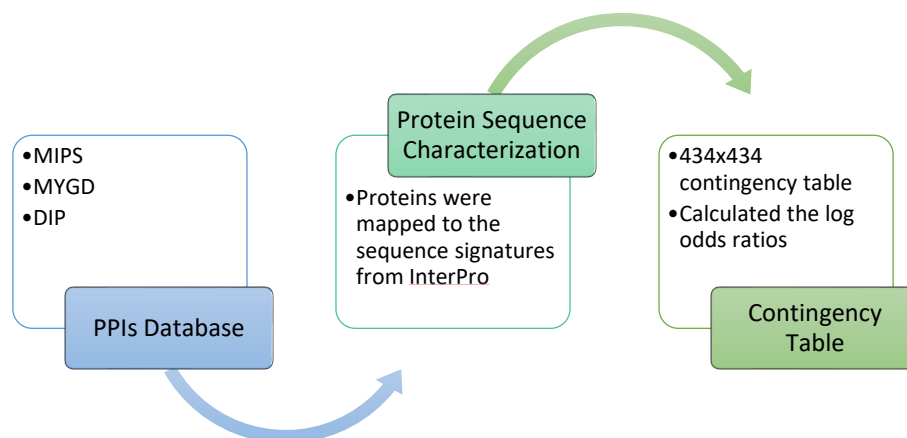 •MIPS
•MYGD
•DIP
PPIs Database
Protein Sequence
Characterization
•Proteins were
mapped to the
sequence signatures
from InterPro
•434x434
contingency table
•Calculated the log
odds ratios
Contingency
Table